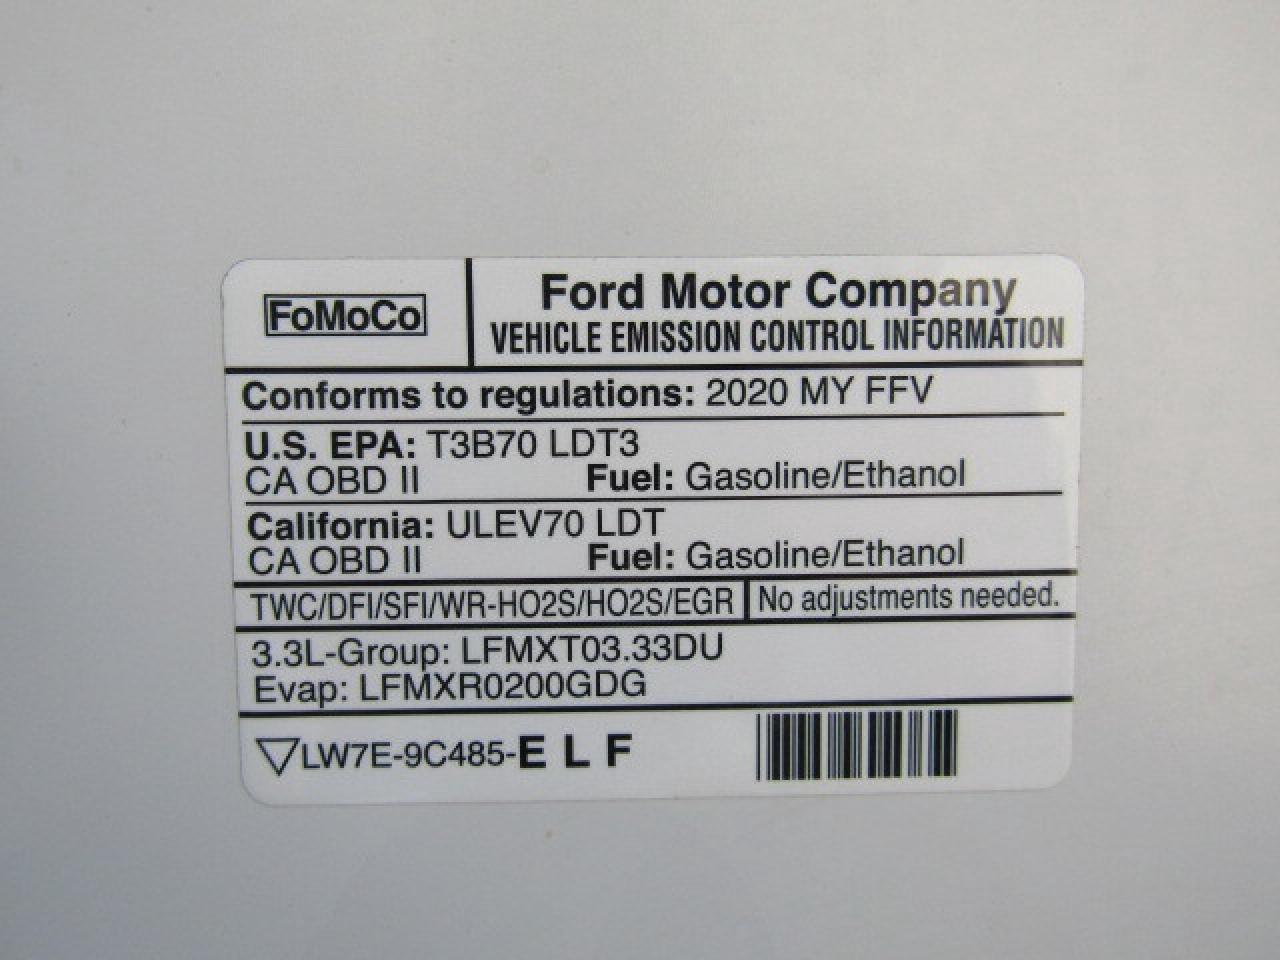 FoMoCo
Ford Motor Company
VEHICLE EMISSION CONTROL INFORMATION
Conforms to regulations: 2020 MY FFV
U.S. EPA: T3B70 LDT3
CA OBD II Fuel: Gasoline/Ethanol
California: ULEV70 LDT
CA OBD II Fuel: Gasoline/Ethanol
TWC/DFI/SFI/WR-HO2S/HO2S/EGR No adjustments needed.
3.3L-Group: LFMXT03.33DU
Evap: LFMXR0200GDG
LW7E-9C485-E L F